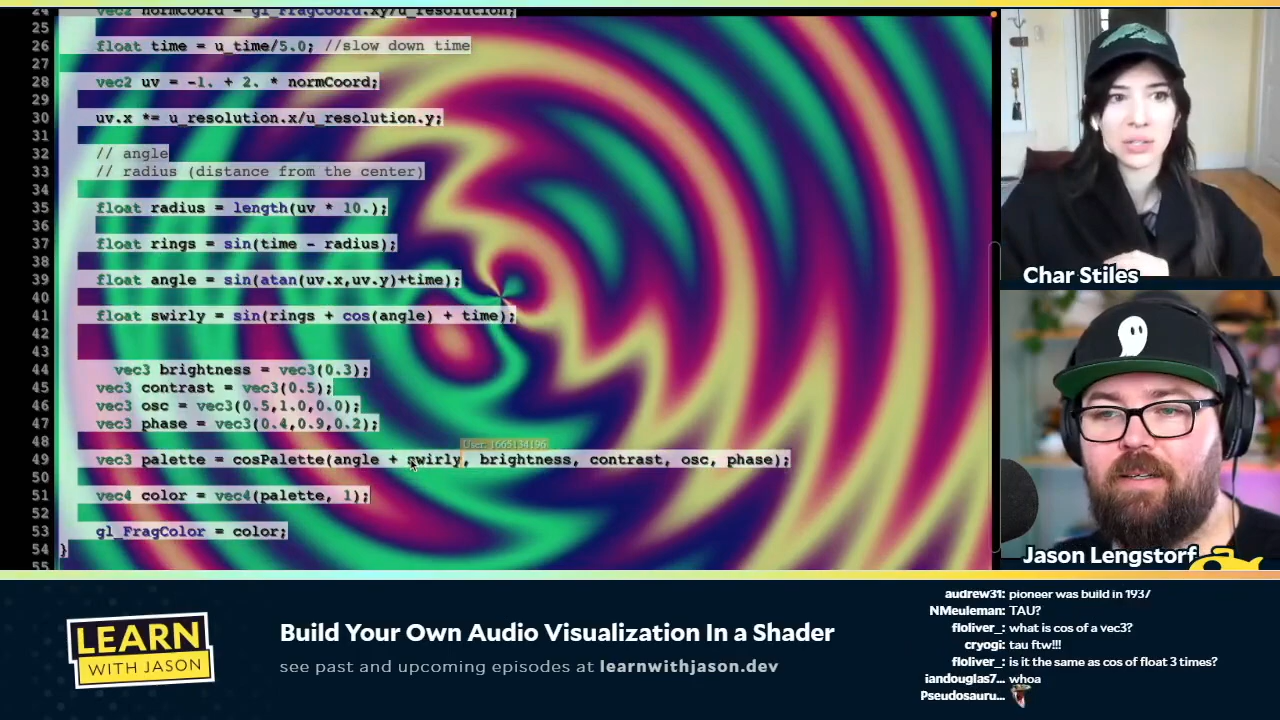 24 vec2 normCoord = gl_FragCoord.xy/u_resolution;
25
26 float time = u_time/5.0; //slow down time
27
28 vec2 uv = -1. + 2. * normCoord;
29
30 uv.x *= u_resolution.x/u_resolution.y;
31
32 // angle
33 // radius (distance from the center)
34
35 float radius = length(uv * 10.);
36
37 float rings = sin(time - radius);
38
39 float angle = sin(atan(uv.x,uv.y)+time);
40
41 float swirly = sin(rings + cos(angle) + time);
42
43
44 vec3 brightness = vec3(0.3);
45 vec3 contrast = vec3(0.5);
46 vec3 osc = vec3(0.5,1.0,0.0);
47 vec3 phase = vec3(0.4,0.9,0.2);
48
User: 1665134196
49 vec3 palette = cosPalette(angle + swirly, brightness, contrast, osc, phase);
50
51 vec4 color = vec4(palette, 1);
52
53 gl_FragColor = color;
54 }
55
Char Stiles
Jason Lengstorf
LEARN
WITH JASON
Build Your Own Audio Visualization In a Shader
see past and upcoming episodes at learnwithjason.dev
audrew31: pioneer was build in 1937
NMeuleman: TAU?
floliver_: what is cos of a vec3?
cryogi: tau ftw!!!
floliver_: is it the same as cos of float 3 times?
iandouglas7... whoa
Pseudosauru...